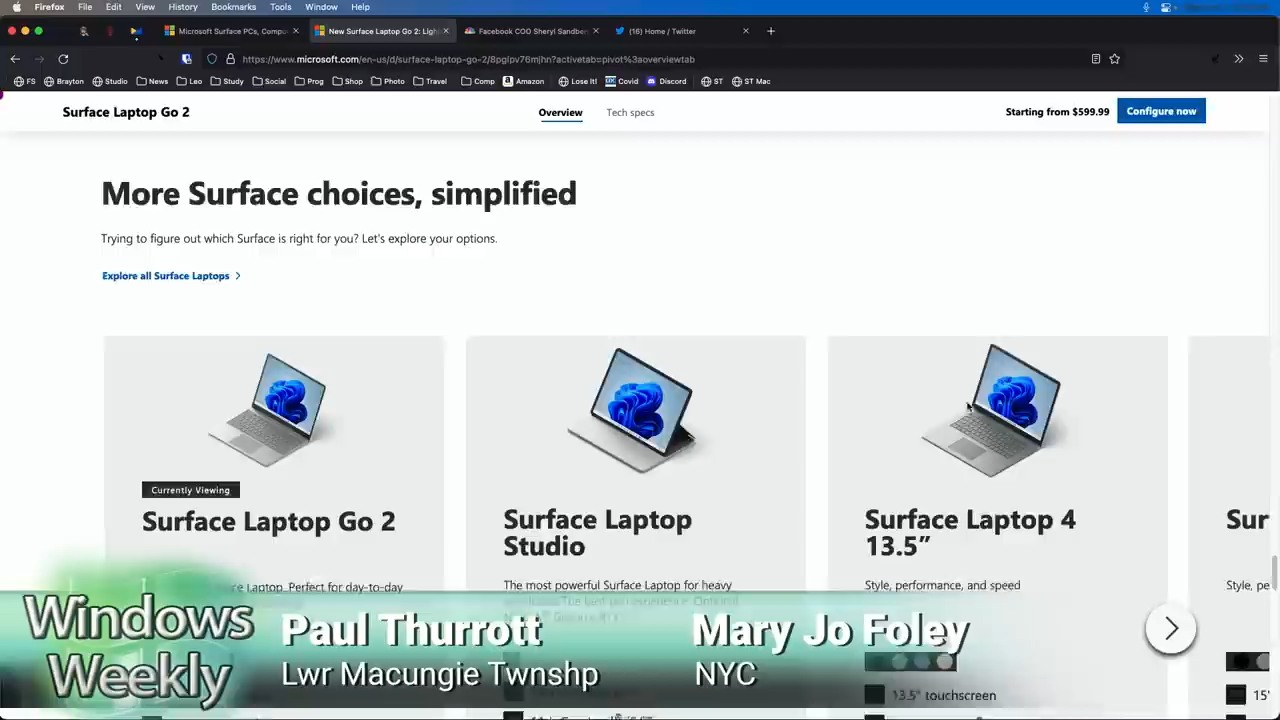 Firefox File Edit View History Bookmarks Tools Window Help
Microsoft Surface PCs, Compu
New Surface Laptop Go 2: Ligh
Facebook COO Sheryl Sandber
(16) Home / Twitter
https://www.microsoft.com/en-us/d/surface-laptop-go-2/8pglpv76mjhn?activetab=pivot%3aoverviewtab
FS Brayton Studio News Leo Study Social Prog Shop Photo Travel Comp Amazon Lose It! Covid Discord ST ST Mac
Surface Laptop Go 2
Overview
Tech specs
Starting from $599.99
Configure now
More Surface choices, simplified
Trying to figure out which Surface is right for you? Let's explore your options.
Explore all Surface Laptops
Currently Viewing
Surface Laptop Go 2
Laptop. Perfect for day-to-day
Surface Laptop
Studio
The most powerful Surface Laptop for heavy
Surface Laptop 4
13.5”
Style, performance, and speed
13.5" touchscreen
Sur
Style, pe
15"
Windows
Weekly
Paul Thurrott
Lwr Macungie Twnshp
Mary Jo Foley
NYC